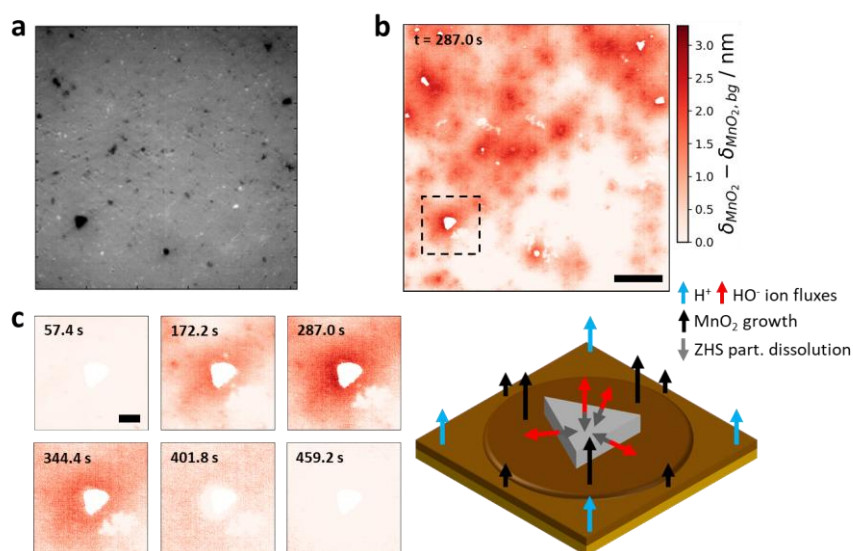 a
b
t = 287.0 s
3.0
2.5
2.0
1.5
1.0
0.5
0.0
δMnO₂ − δMnO₂, bg / nm
c
57.4 s
172.2 s
287.0 s
344.4 s
401.8 s
459.2 s
H⁺ HO⁻ ion fluxes
MnO₂ growth
ZHS part. dissolution